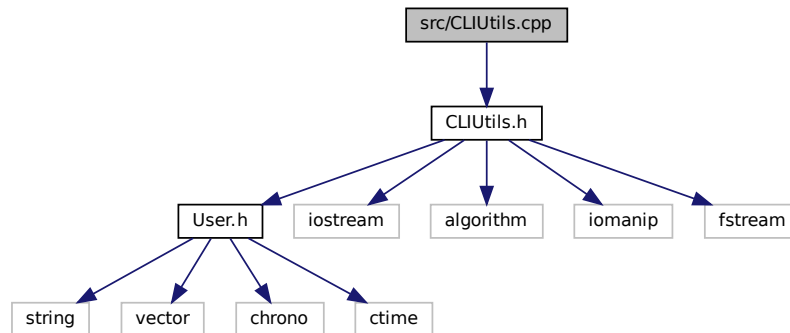 src/CLIUtils.cpp
CLIUtils.h
User.h
iostream
algorithm
iomanip
fstream
string
vector
chrono
ctime